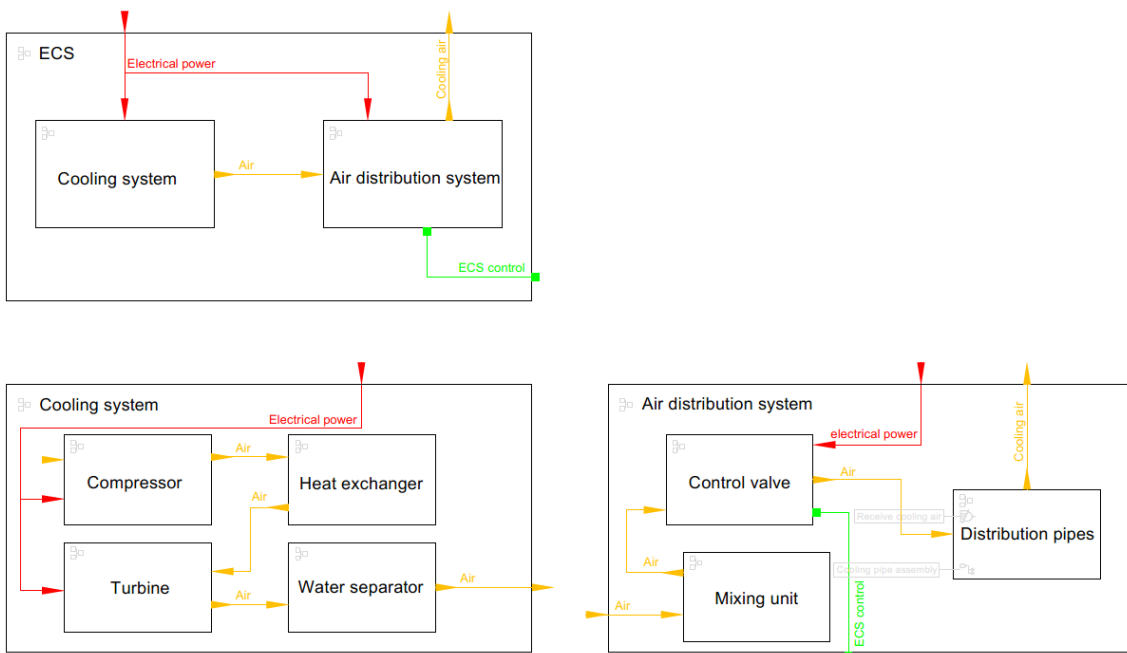 ECS
Electrical power
Cooling air
Cooling system
Air
Air distribution system
ECS control
Cooling system
Electrical power
Compressor
Air
Heat exchanger
Air
Turbine
Air
Water separator
Air
Air distribution system
electrical power
Cooling air
Control valve
Air
Receive cooling air
Distribution pipes
Cooling pipe assembly
Air
Mixing unit
Air
ECS control